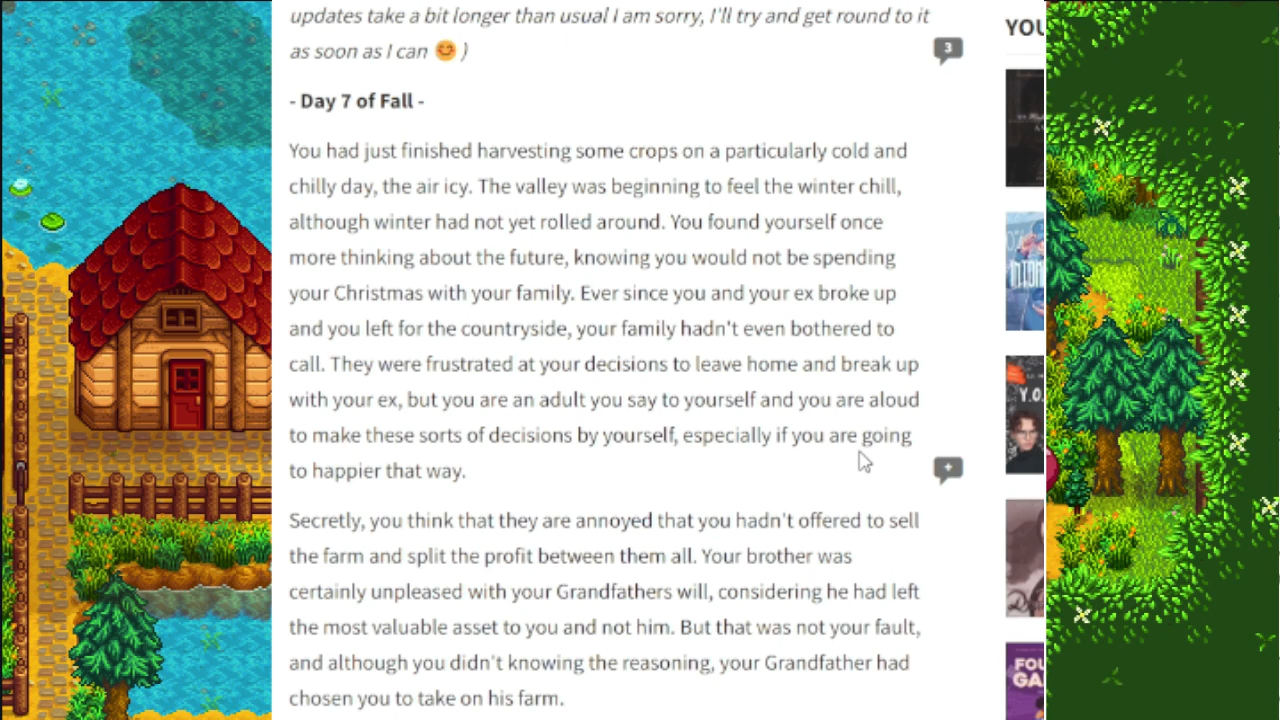 updates take a bit longer than usual I am sorry, I'll try and get round to it
as soon as I can 😊 )
3
- Day 7 of Fall -
You had just finished harvesting some crops on a particularly cold and
chilly day, the air icy. The valley was beginning to feel the winter chill,
although winter had not yet rolled around. You found yourself once
more thinking about the future, knowing you would not be spending
your Christmas with your family. Ever since you and your ex broke up
and you left for the countryside, your family hadn't even bothered to
call. They were frustrated at your decisions to leave home and break up
with your ex, but you are an adult you say to yourself and you are aloud
to make these sorts of decisions by yourself, especially if you are going
to happier that way.
+
Secretly, you think that they are annoyed that you hadn't offered to sell
the farm and split the profit between them all. Your brother was
certainly unpleased with your Grandfathers will, considering he had left
the most valuable asset to you and not him. But that was not your fault,
and although you didn't knowing the reasoning, your Grandfather had
chosen you to take on his farm.
YOU
Y.O.
FOU
GA